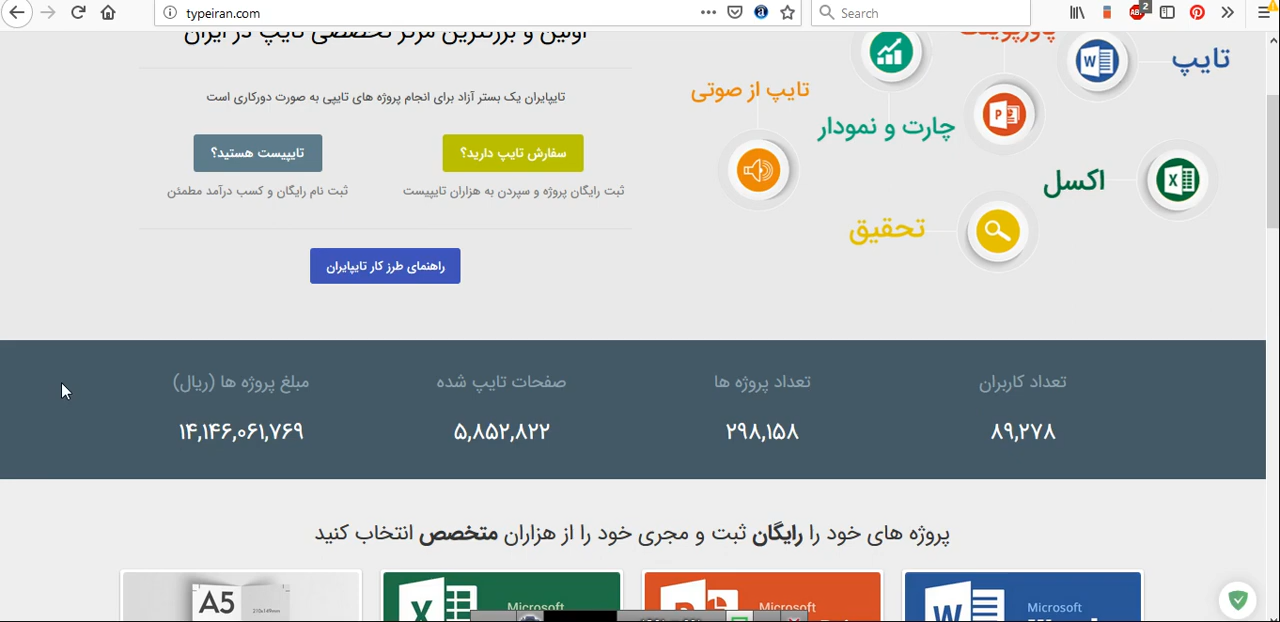 typeiran.com
Search
2
اولین و بزرگترین مرکز تخصصی تایپ در ایران
تایپایران یک بستر آزاد برای انجام پروژه های تایپی به صورت دورکاری است
سفارش تایپ دارید؟
تایپیست هستید؟
ثبت رایگان پروژه و سپردن به هزاران تایپیست
ثبت نام رایگان و کسب درآمد مطمئن
راهنمای طرز کار تایپایران
پاورپوینت
تایپ
تایپ از صوتی
چارت و نمودار
اکسل
تحقیق
تعداد کاربران
تعداد پروژه ها
صفحات تایپ شده
مبلغ پروژه ها (ریال)
۸۹,۲۷۸
۲۹۸,۱۵۸
۵,۸۵۲,۸۲۲
۱۴,۱۴۶,۰۶۱,۷۶۹
پروژه های خود را رایگان ثبت و مجری خود را از هزاران متخصص انتخاب کنید
A5
Microsoft
Microsoft
Microsoft